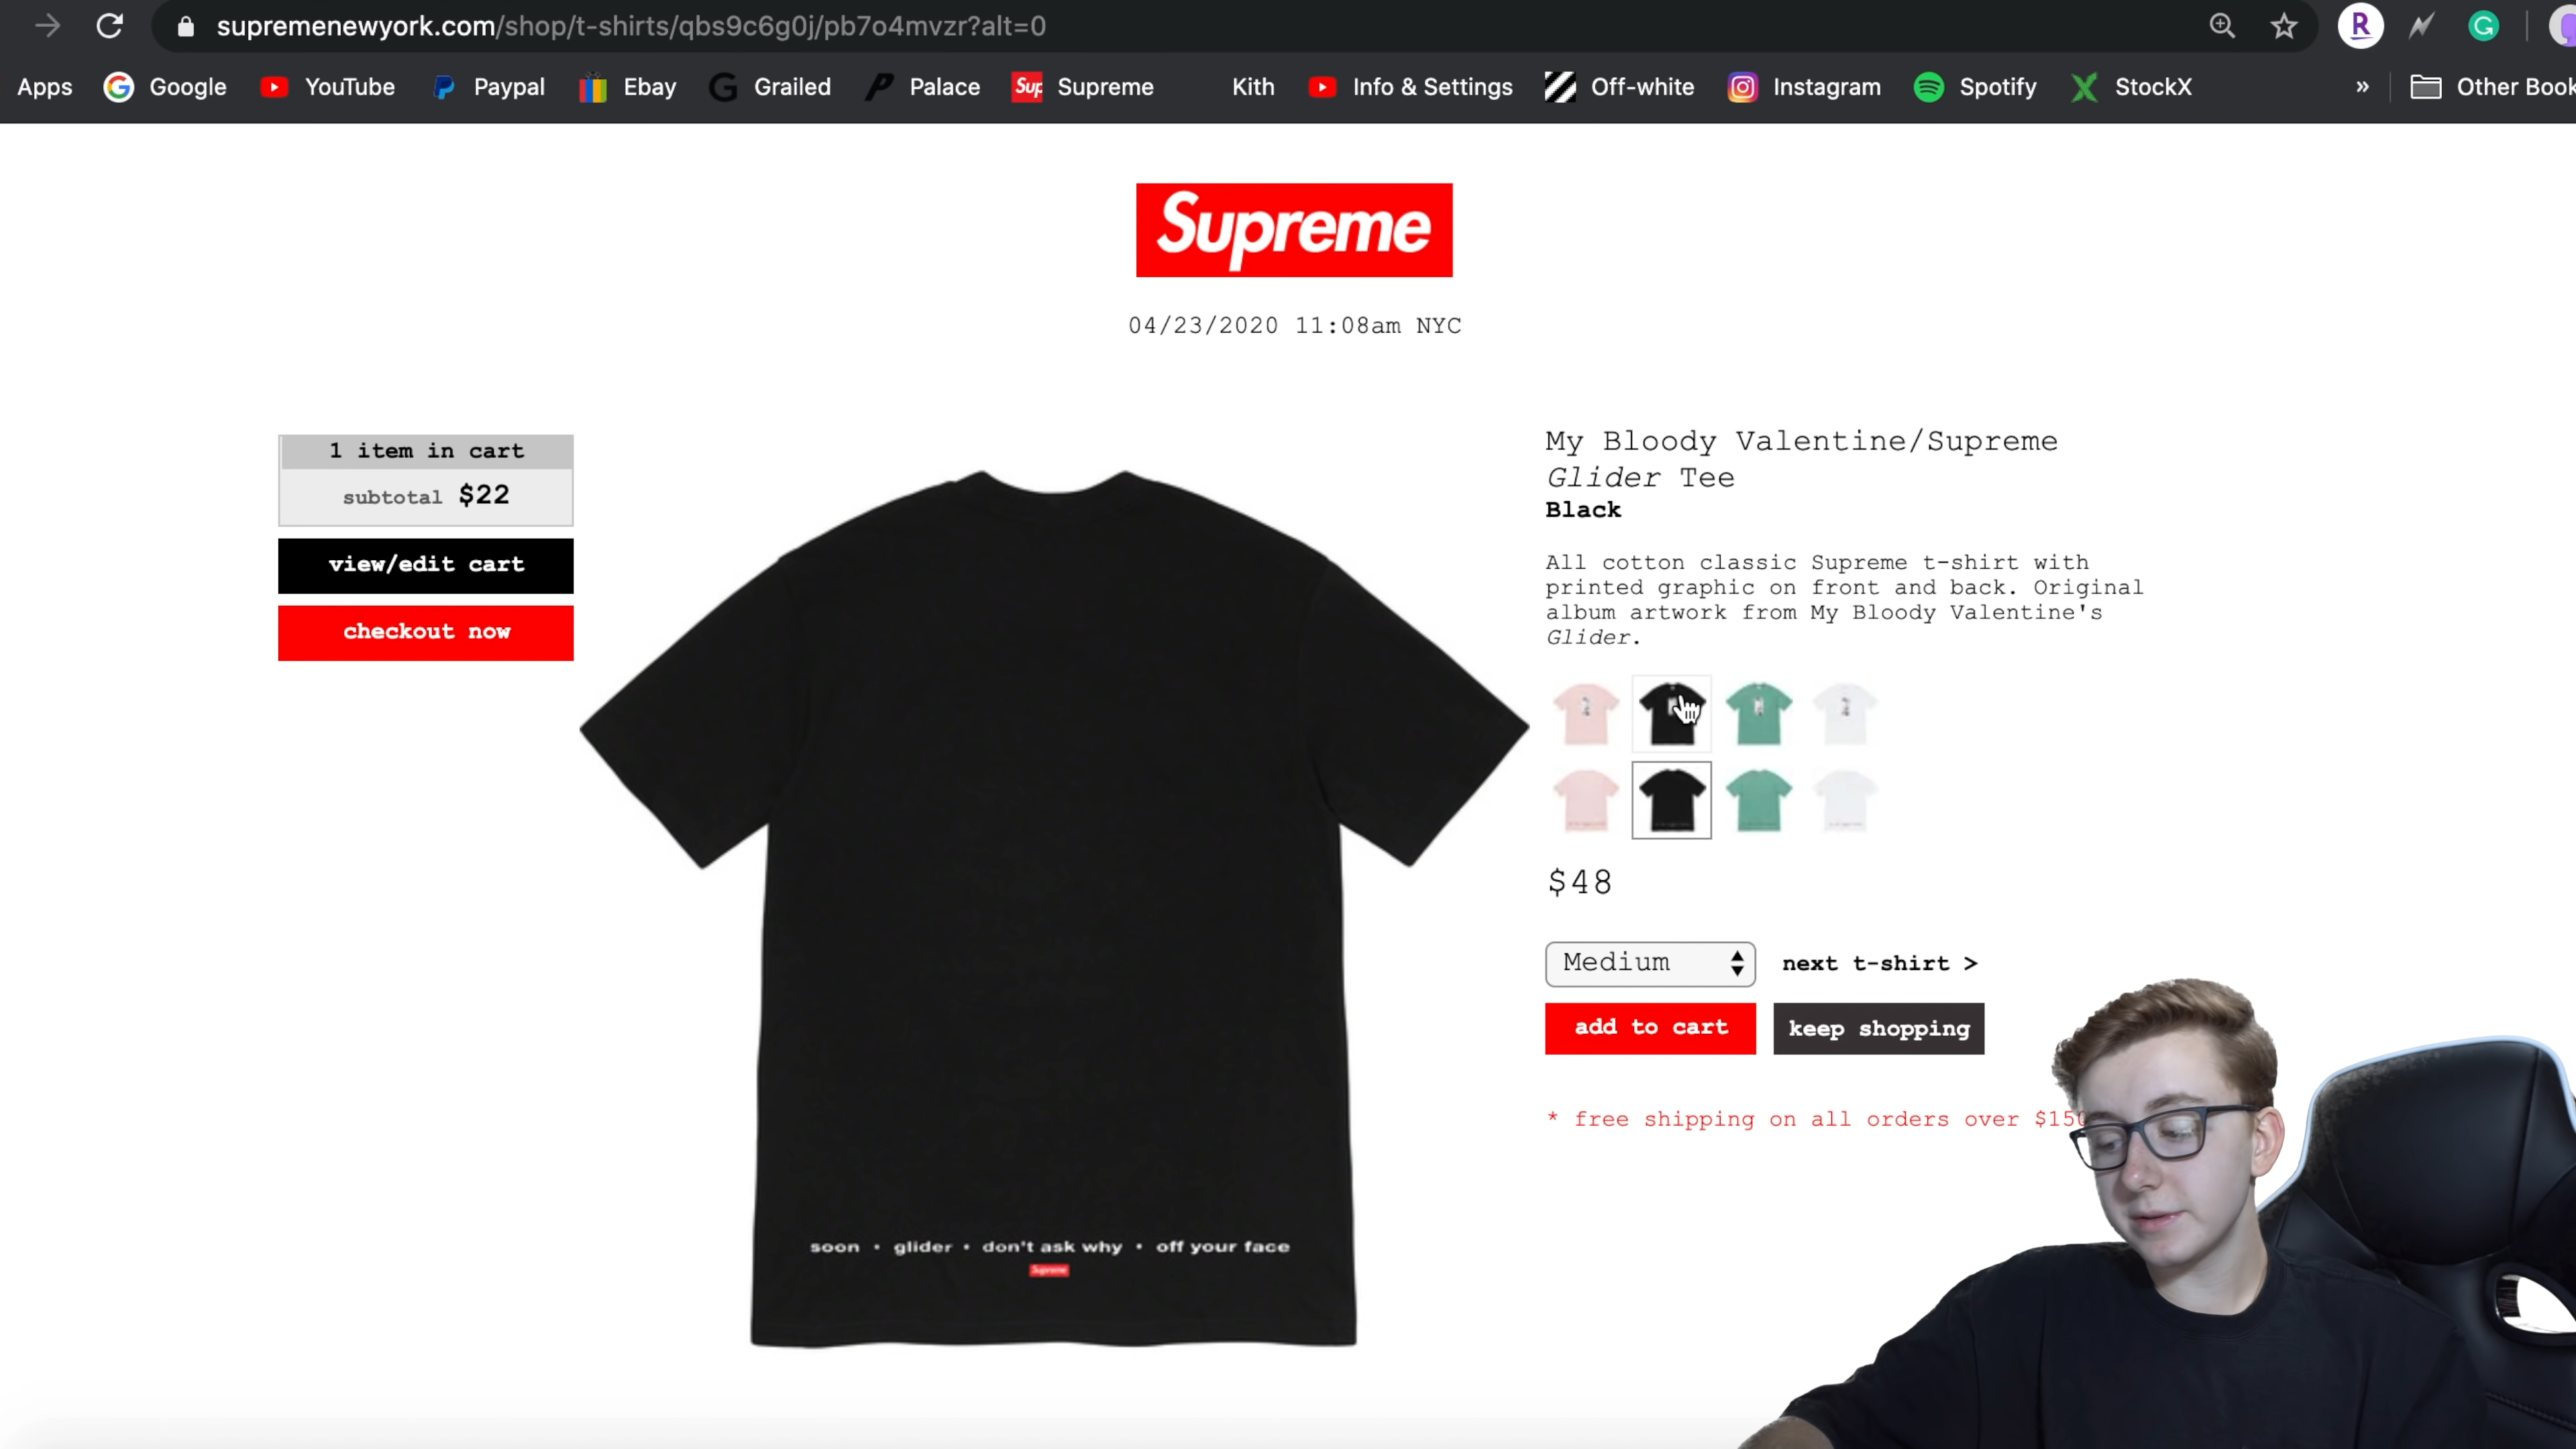 supremenewyork.com/shop/t-shirts/qbs9c6g0j/pb7o4mvzr?alt=0
Apps Google YouTube Paypal Ebay Grailed Palace Supreme Kith Info & Settings Off-white Instagram Spotify StockX » Other Book
Supreme
04/23/2020 11:08am NYC
1 item in cart
subtotal $22
view/edit cart
checkout now
My Bloody Valentine/Supreme
Glider Tee
Black
All cotton classic Supreme t-shirt with
printed graphic on front and back. Original
album artwork from My Bloody Valentine's
Glider.
$48
Medium next t-shirt >
add to cart keep shopping
* free shipping on all orders over $150
soon • glider • don't ask why • off your face
Supreme